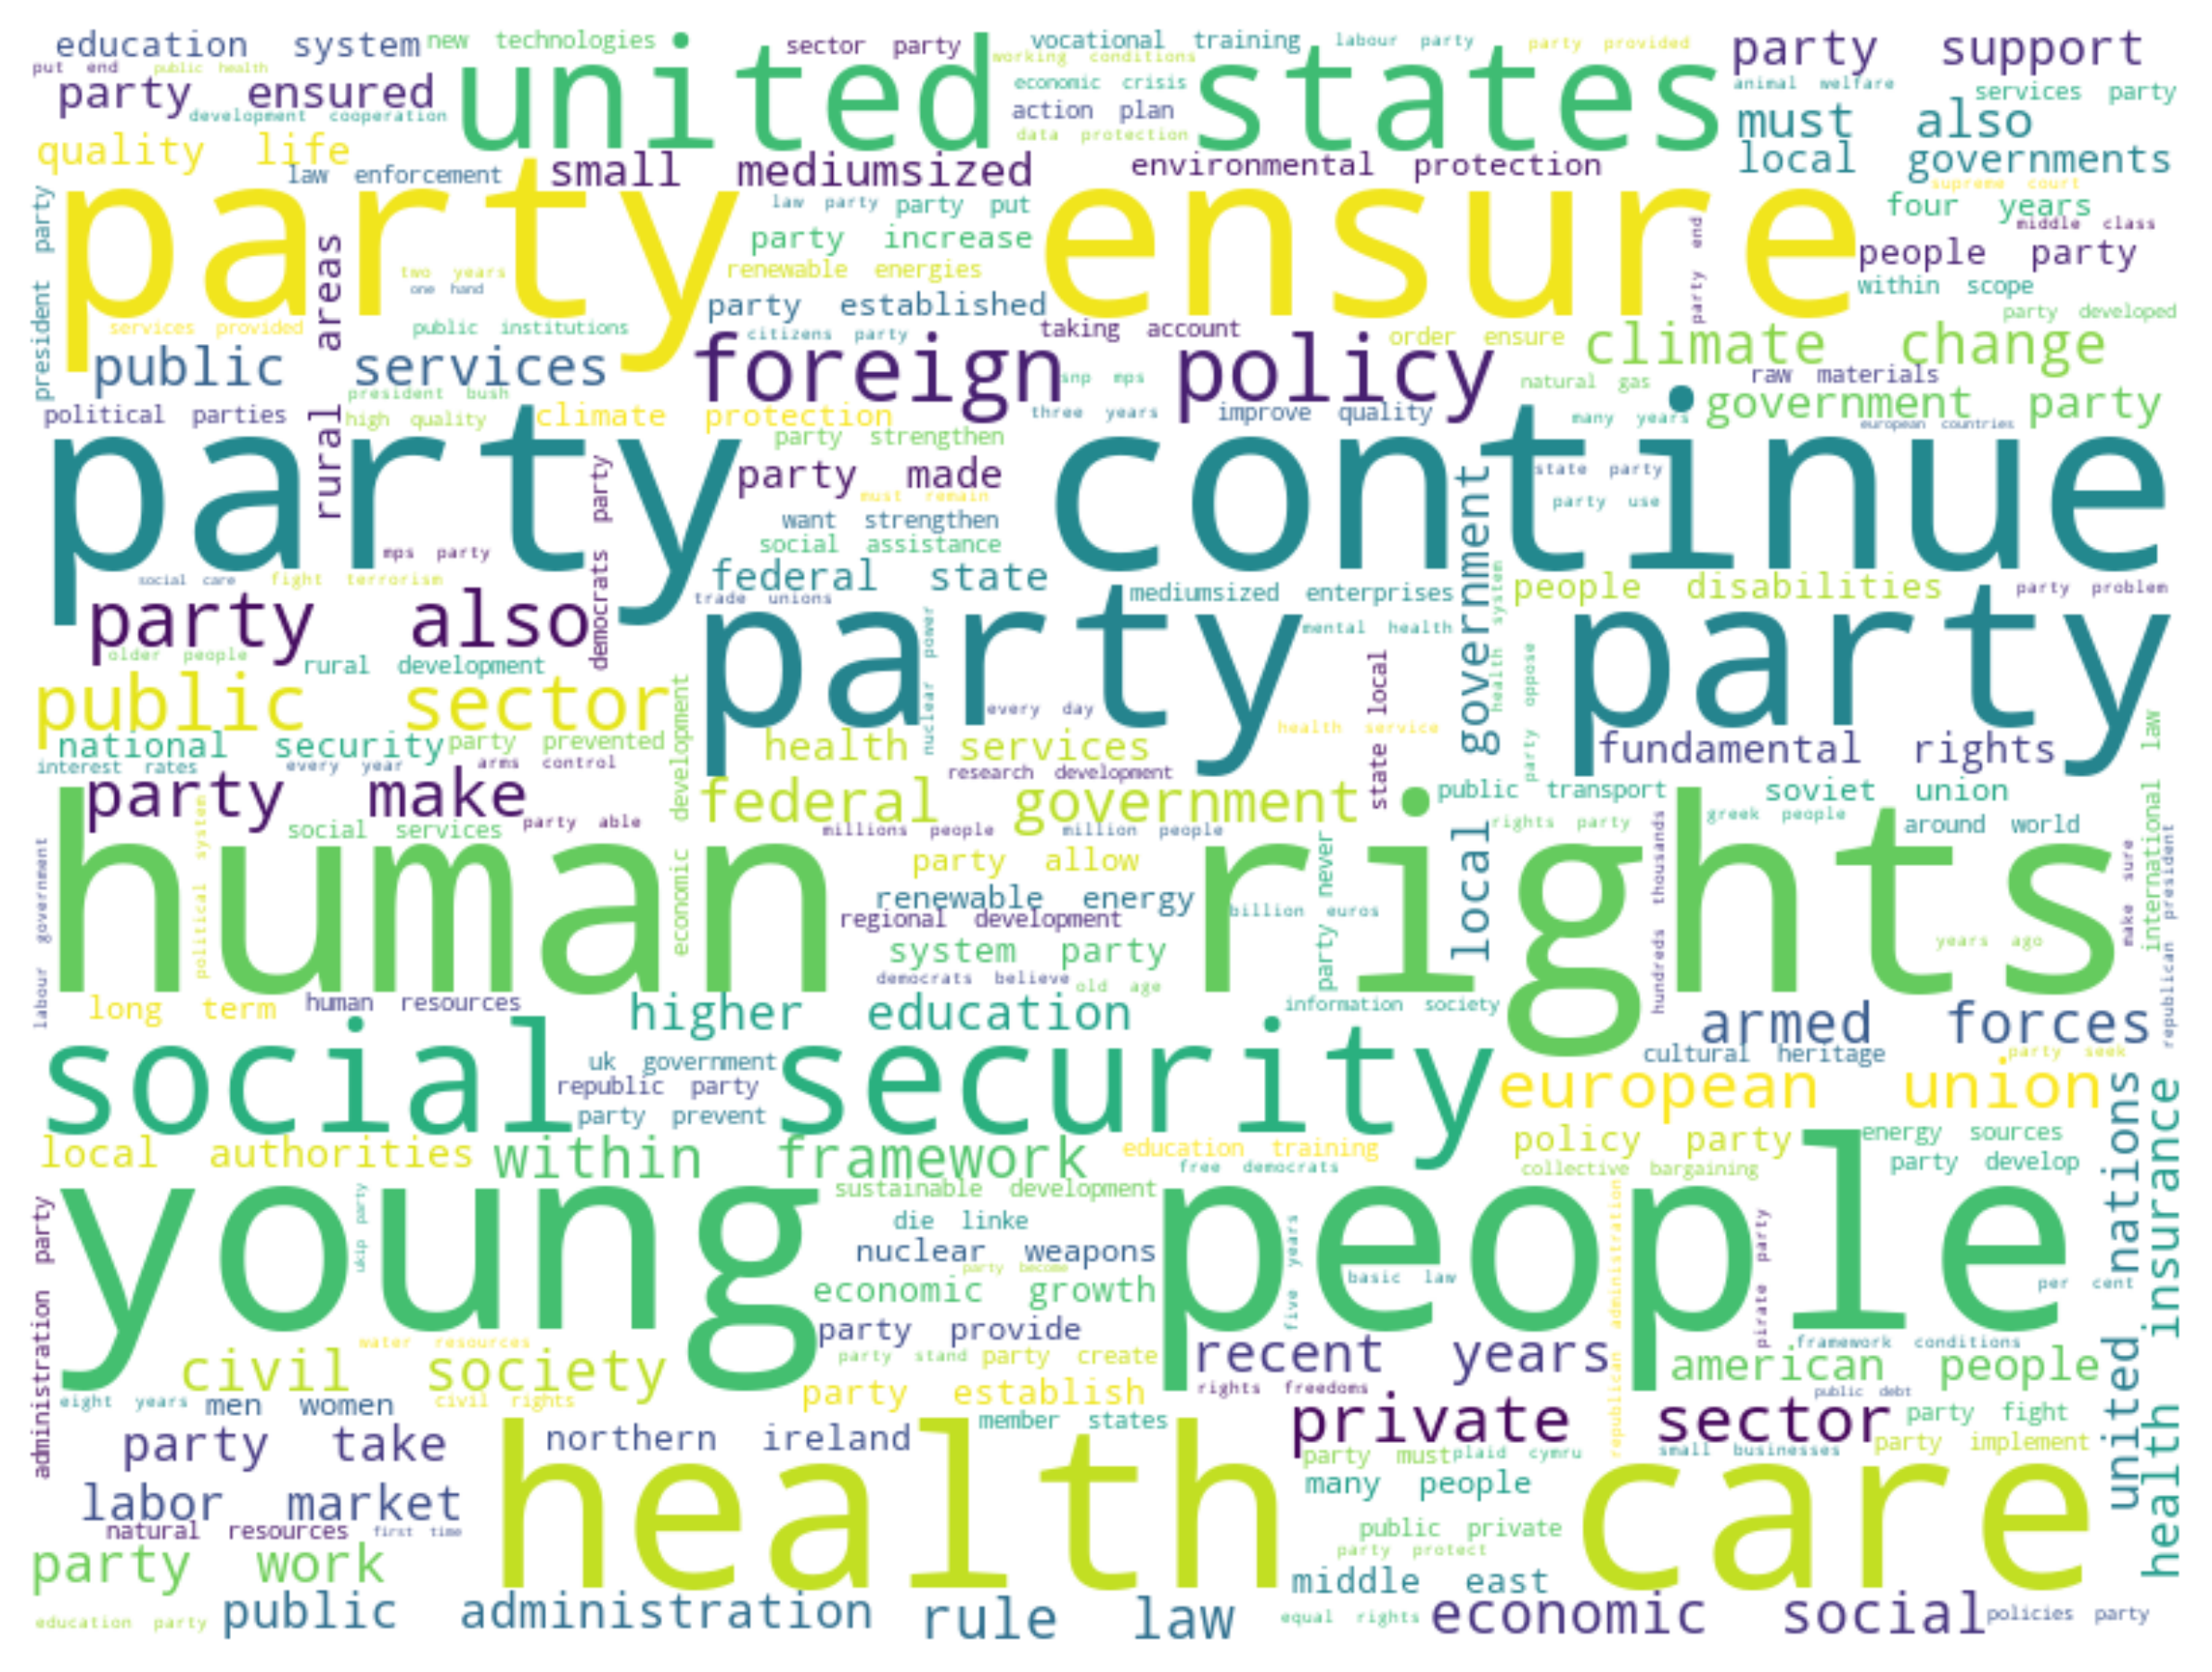 education system
new technologies
sector party
vocational training
labour party
party provided
party support
put end
public health
united states
working conditions
economic crisis
animal welfare
services party
party ensured
development cooperation
action plan
data protection
must also
quality life
law enforcement
small mediumsized
environmental protection
local governments
supreme court
president party
party ensure
law party
party put
four years
middle class
rural areas
party increase
party end
people party
two years
one hand
renewable energies
within scope
party established
services provided
public institutions
citizens party
taking account
order ensure
party developed
public services
foreign policy
climate change
snp mps
natural gas
raw materials
president bush
political parties
high quality
climate protection
three years
improve quality
many years
government party
european countries
party continue
party strengthen
party made
state party
must remain
party use
want strengthen
democrats party
social assistance
mps party
local government
social care
fight terrorism
federal state
mediumsized enterprises
health system
people disabilities
party problem
party also
trade unions
party party
mental health
nuclear power
older people
rural development
state local
party oppose
public sector
economic development
every day
health service
international law
national security
party prevented
health services
fundamental rights
interest rates
every year
arms control
research development
party make
federal government
public transport
soviet union
human rights
political system
social services
party able
millions people
million people
party never
rights party
hundreds thousands
greek people
around world
make sure
republican president
labour government
party allow
renewable energy
billion euros
regional development
system party
years ago
democrats believe
old age
long term
human resources
higher education
information society
armed forces
social security
uk government
cultural heritage
party seek
republic party
european union
party prevent
united nations
health insurance
local authorities
within framework
education training
policy party
energy sources
free democrats
collective bargaining
party develop
young people
sustainable development
republican administration
administration party
ukip party
die linke
five years
pirate party
nuclear weapons
party become
basic law
per cent
economic growth
party provide
water resources
recent years
framework conditions
civil society
party stand
party create
american people
eight years
men women
civil rights
party establish
rights freedoms
public debt
health care
member states
private sector
party fight
party take
northern ireland
party must
plaid cymru
small businesses
party implement
many people
labor market
natural resources
first time
public private
party work
party protect
middle east
education party
public administration
rule law
equal rights
economic social
policies party